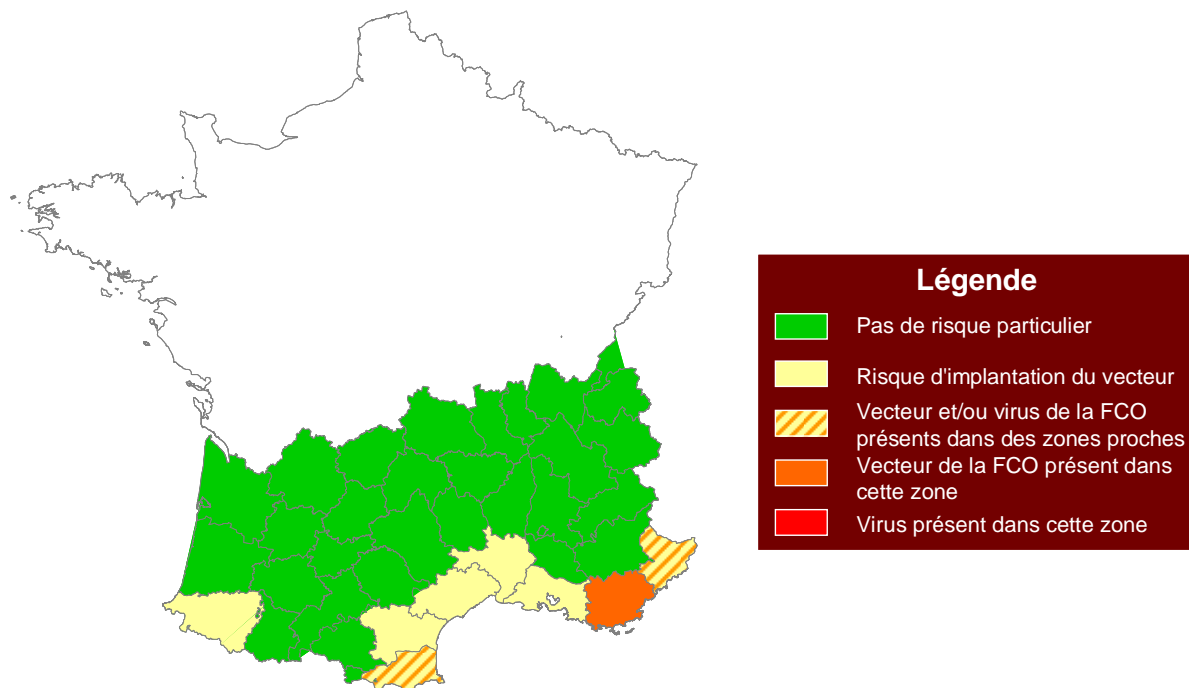 Légende
Pas de risque particulier
Risque d'implantation du vecteur
Vecteur et/ou virus de la FCO
présents dans des zones proches
Vecteur de la FCO présent dans
cette zone
Virus présent dans cette zone